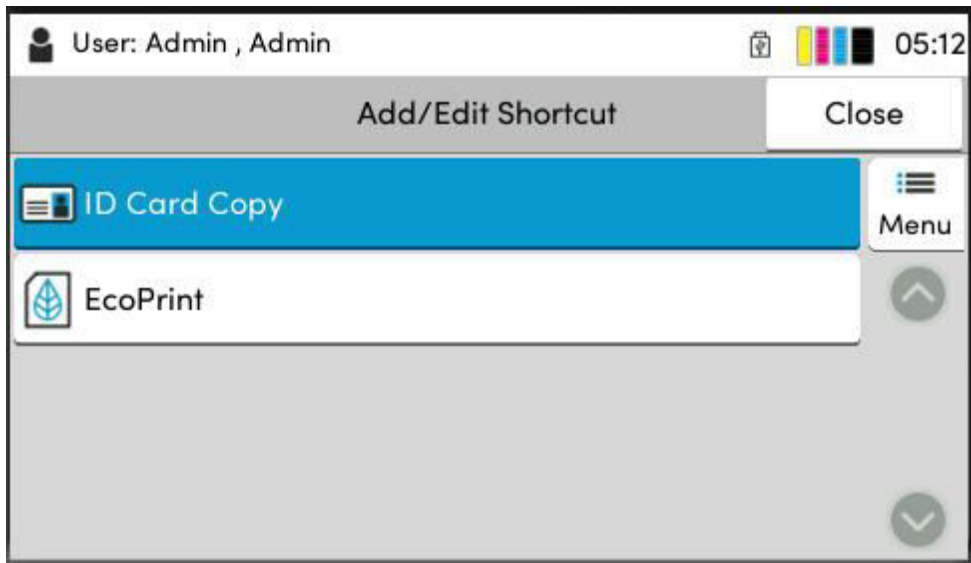 User: Admin , Admin
05:12
Add/Edit Shortcut
Close
ID Card Copy
Menu
EcoPrint